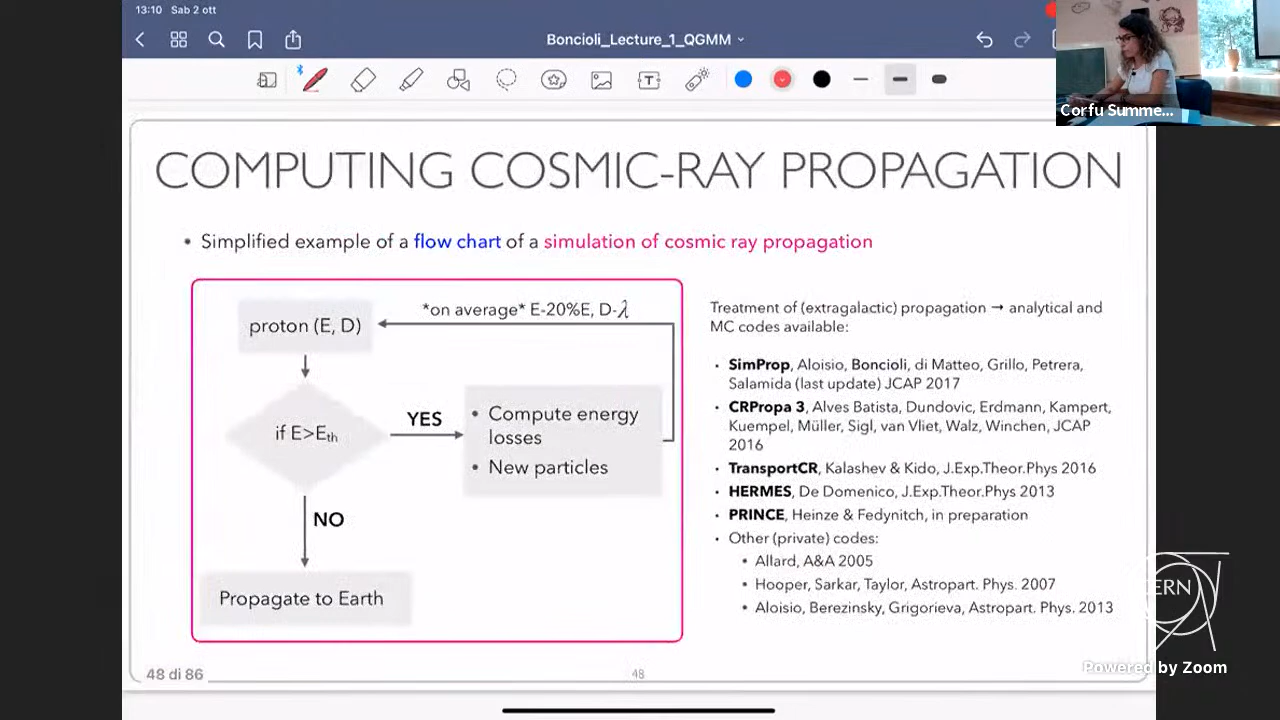 13:10 Sab 2 ott
Boncioli_Lecture_1_QGMM
Corfu Summe...
COMPUTING COSMIC-RAY PROPAGATION
• Simplified example of a flow chart of a simulation of cosmic ray propagation
*on average* E-20%E, D-λ
proton (E, D)
if E>Eth
YES
• Compute energy
losses
• New particles
NO
Propagate to Earth
Treatment of (extragalactic) propagation → analytical and
MC codes available:
• SimProp, Aloisio, Boncioli, di Matteo, Grillo, Petrera,
Salamida (last update) JCAP 2017
• CRPropa 3, Alves Batista, Dundovic, Erdmann, Kampert,
Kuempel, Müller, Sigl, van Vliet, Walz, Winchen, JCAP
2016
• TransportCR, Kalashev & Kido, J.Exp.Theor.Phys 2016
• HERMES, De Domenico, J.Exp.Theor.Phys 2013
• PRINCE, Heinze & Fedynitch, in preparation
• Other (private) codes:
• Allard, A&A 2005
• Hooper, Sarkar, Taylor, Astropart. Phys. 2007
• Aloisio, Berezinsky, Grigorieva, Astropart. Phys. 2013
ERN
48 di 86
48
Powered by Zoom